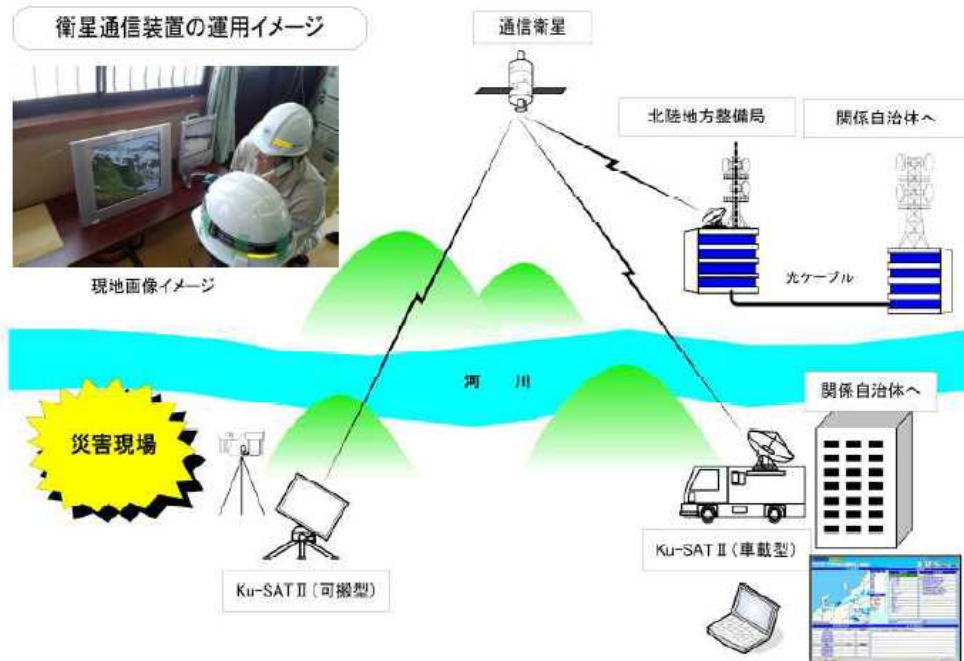 衛星通信装置の運用イメージ
通信衛星
北陸地方整備局
関係自治体へ
現地画像イメージ
光ケーブル
河 川
災害現場
関係自治体へ
Ku-SATⅡ(可搬型)
Ku-SATⅡ(車載型)